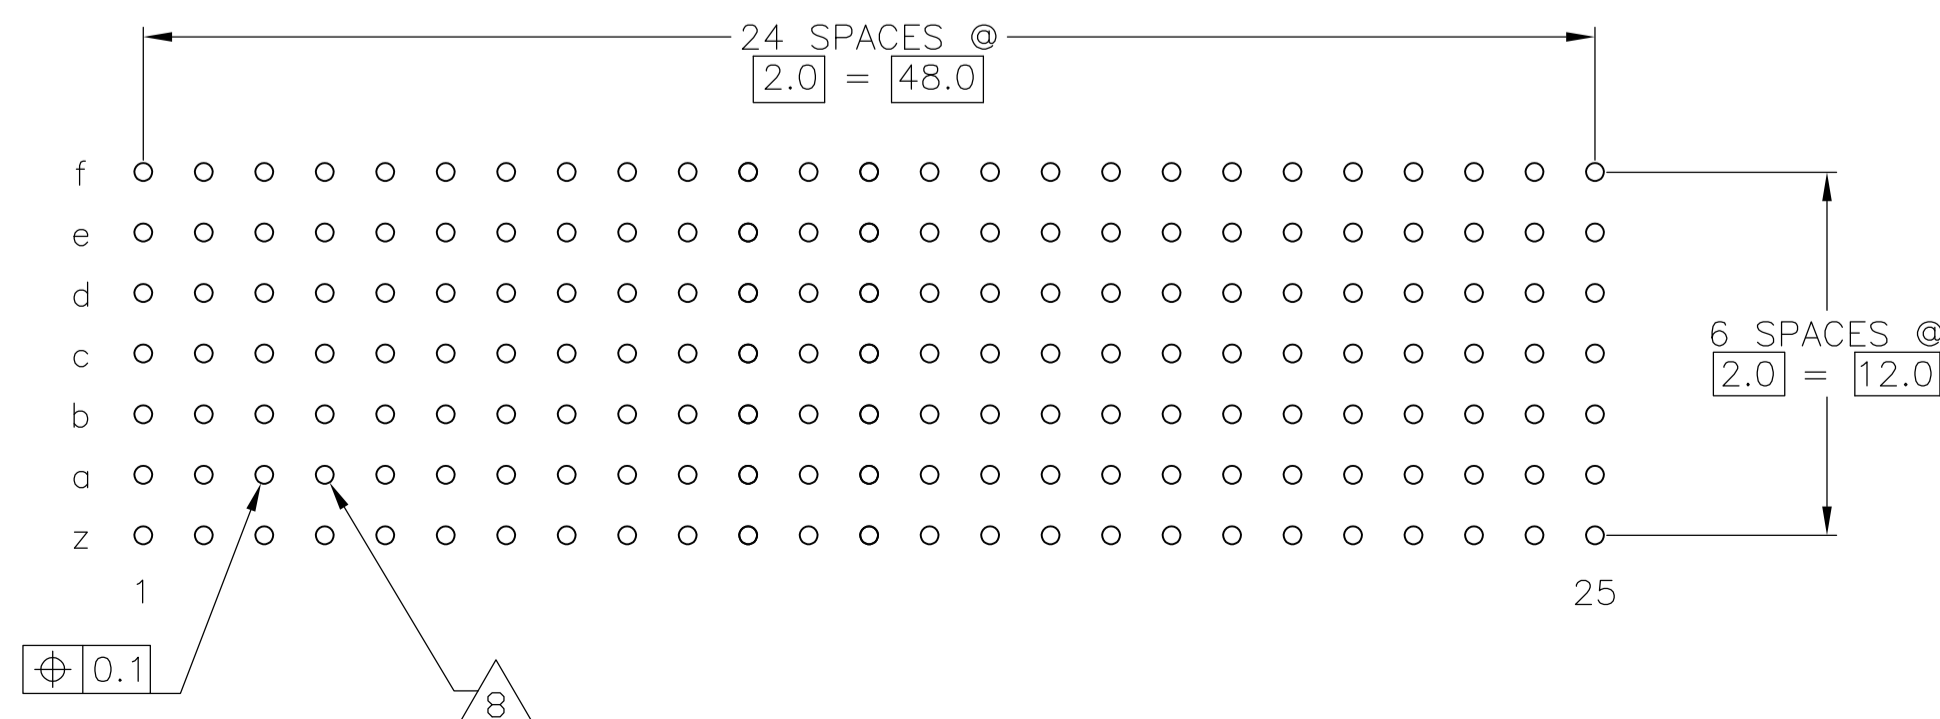 24 SPACES @
2.0 = 48.0
f
e
d
c
6 SPACES @
2.0 = 12.0
b
a
z
1
25
⌖ 0.1
8